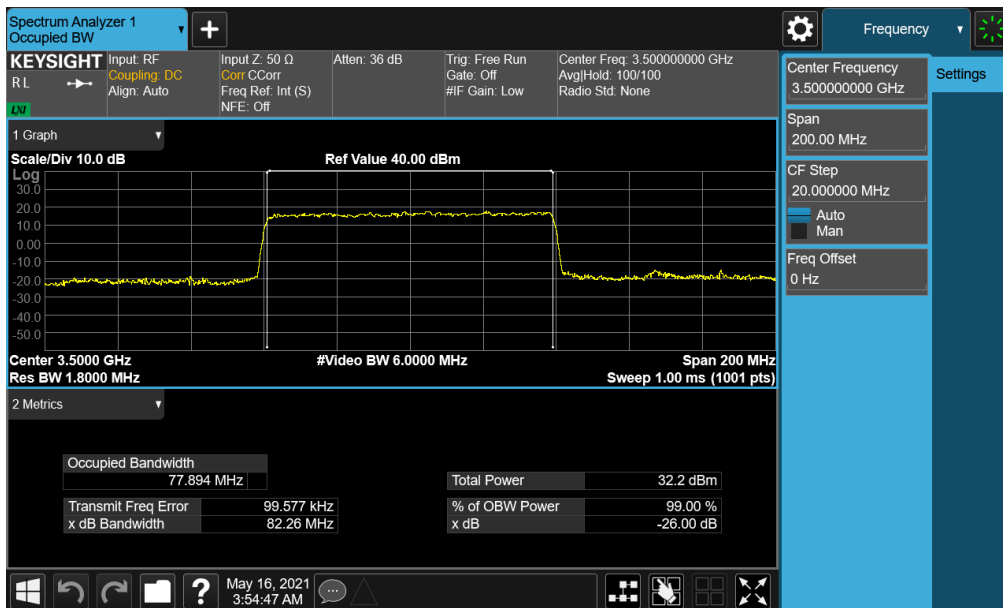 Spectrum Analyzer 1
Occupied BW
+
Frequency
KEYSIGHT
R L
LXI
Input: RF
Coupling: DC
Align: Auto
Input Z: 50 Ω
Corr CCorr
Freq Ref: Int (S)
NFE: Off
Atten: 36 dB
Trig: Free Run
Gate: Off
#IF Gain: Low
Center Freq: 3.500000000 GHz
Avg|Hold: 100/100
Radio Std: None
Center Frequency
3.500000000 GHz
Settings
Span
200.00 MHz
CF Step
20.000000 MHz
Auto
Man
Freq Offset
0 Hz
1 Graph
Scale/Div 10.0 dB
Ref Value 40.00 dBm
Log
30.0
20.0
10.0
0.00
-10.0
-20.0
-30.0
-40.0
-50.0
Center 3.5000 GHz
#Video BW 6.0000 MHz
Span 200 MHz
Res BW 1.8000 MHz
Sweep 1.00 ms (1001 pts)
2 Metrics
Occupied Bandwidth
77.894 MHz
Total Power 32.2 dBm
Transmit Freq Error 99.577 kHz
% of OBW Power 99.00 %
x dB Bandwidth 82.26 MHz
x dB -26.00 dB
?
May 16, 2021
3:54:47 AM